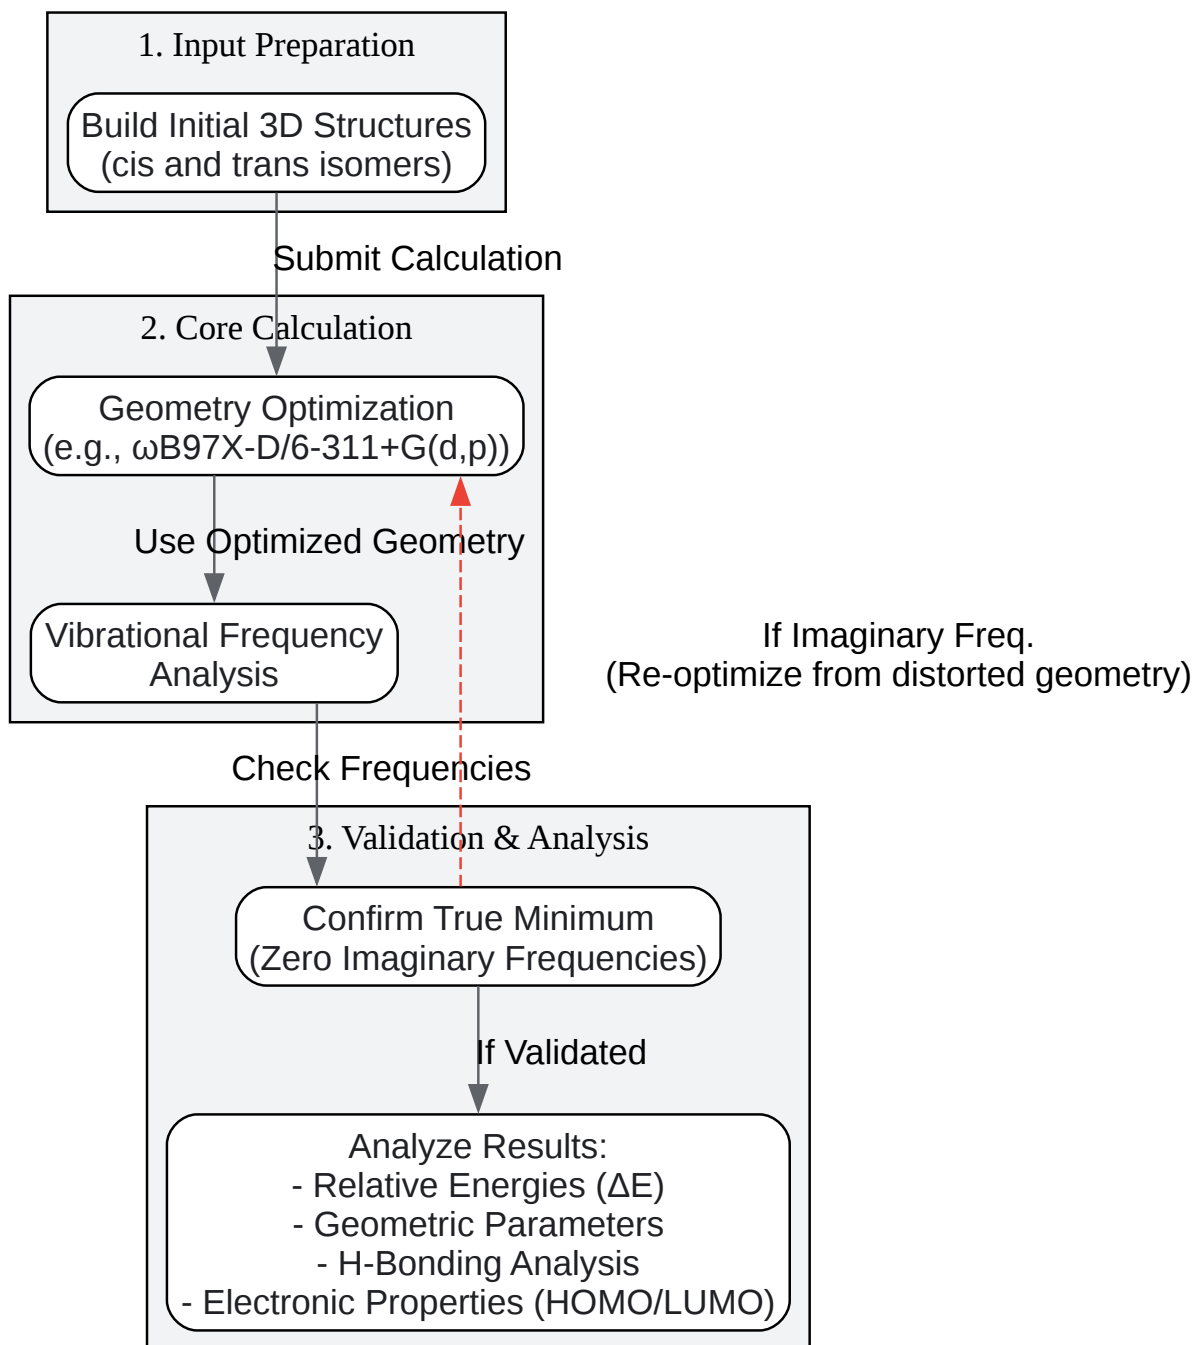 1. Input Preparation
Build Initial 3D Structures
(cis and trans isomers)
Submit Calculation
2. Core Calculation
Geometry Optimization
(e.g., ωB97X-D/6-311+G(d,p))
Use Optimized Geometry
Vibrational Frequency
Analysis
If Imaginary Freq.
(Re-optimize from distorted geometry)
Check Frequencies
3. Validation & Analysis
Confirm True Minimum
(Zero Imaginary Frequencies)
If Validated
Analyze Results:
- Relative Energies (ΔE)
- Geometric Parameters
- H-Bonding Analysis
- Electronic Properties (HOMO/LUMO)